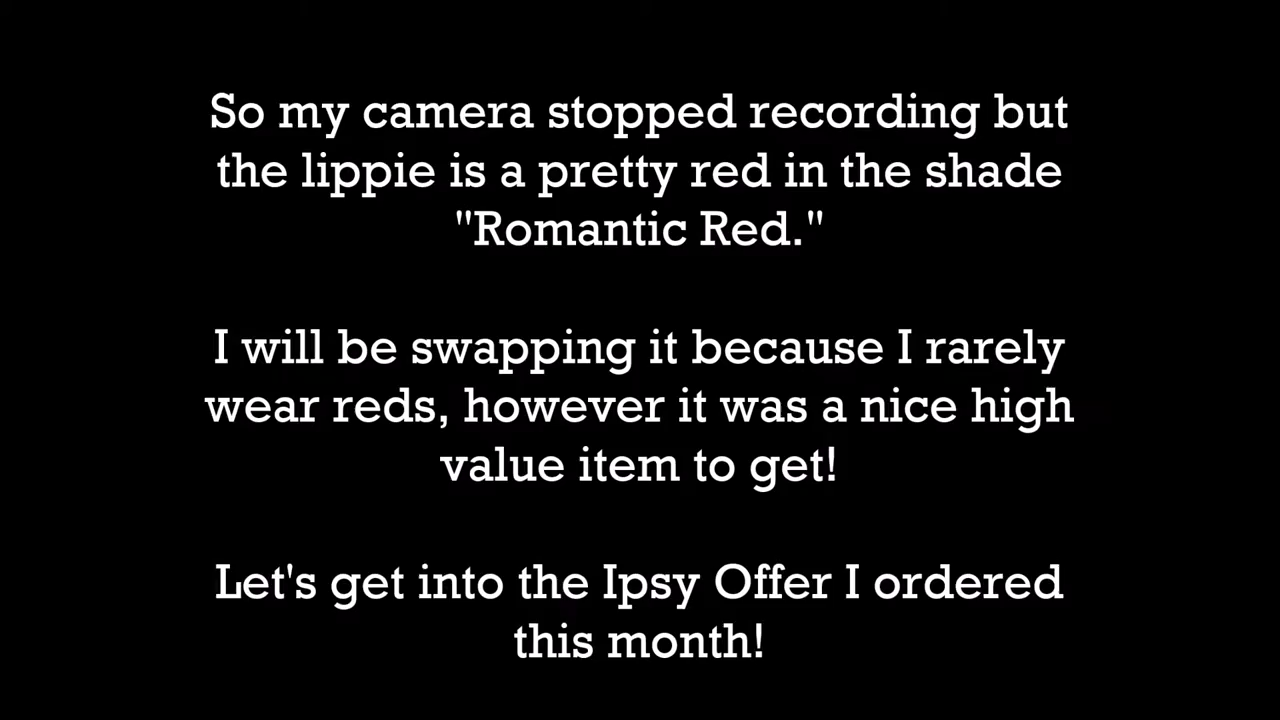 So my camera stopped recording but
the lippie is a pretty red in the shade
"Romantic Red."
I will be swapping it because I rarely
wear reds, however it was a nice high
value item to get!
Let's get into the Ipsy Offer I ordered
this month!